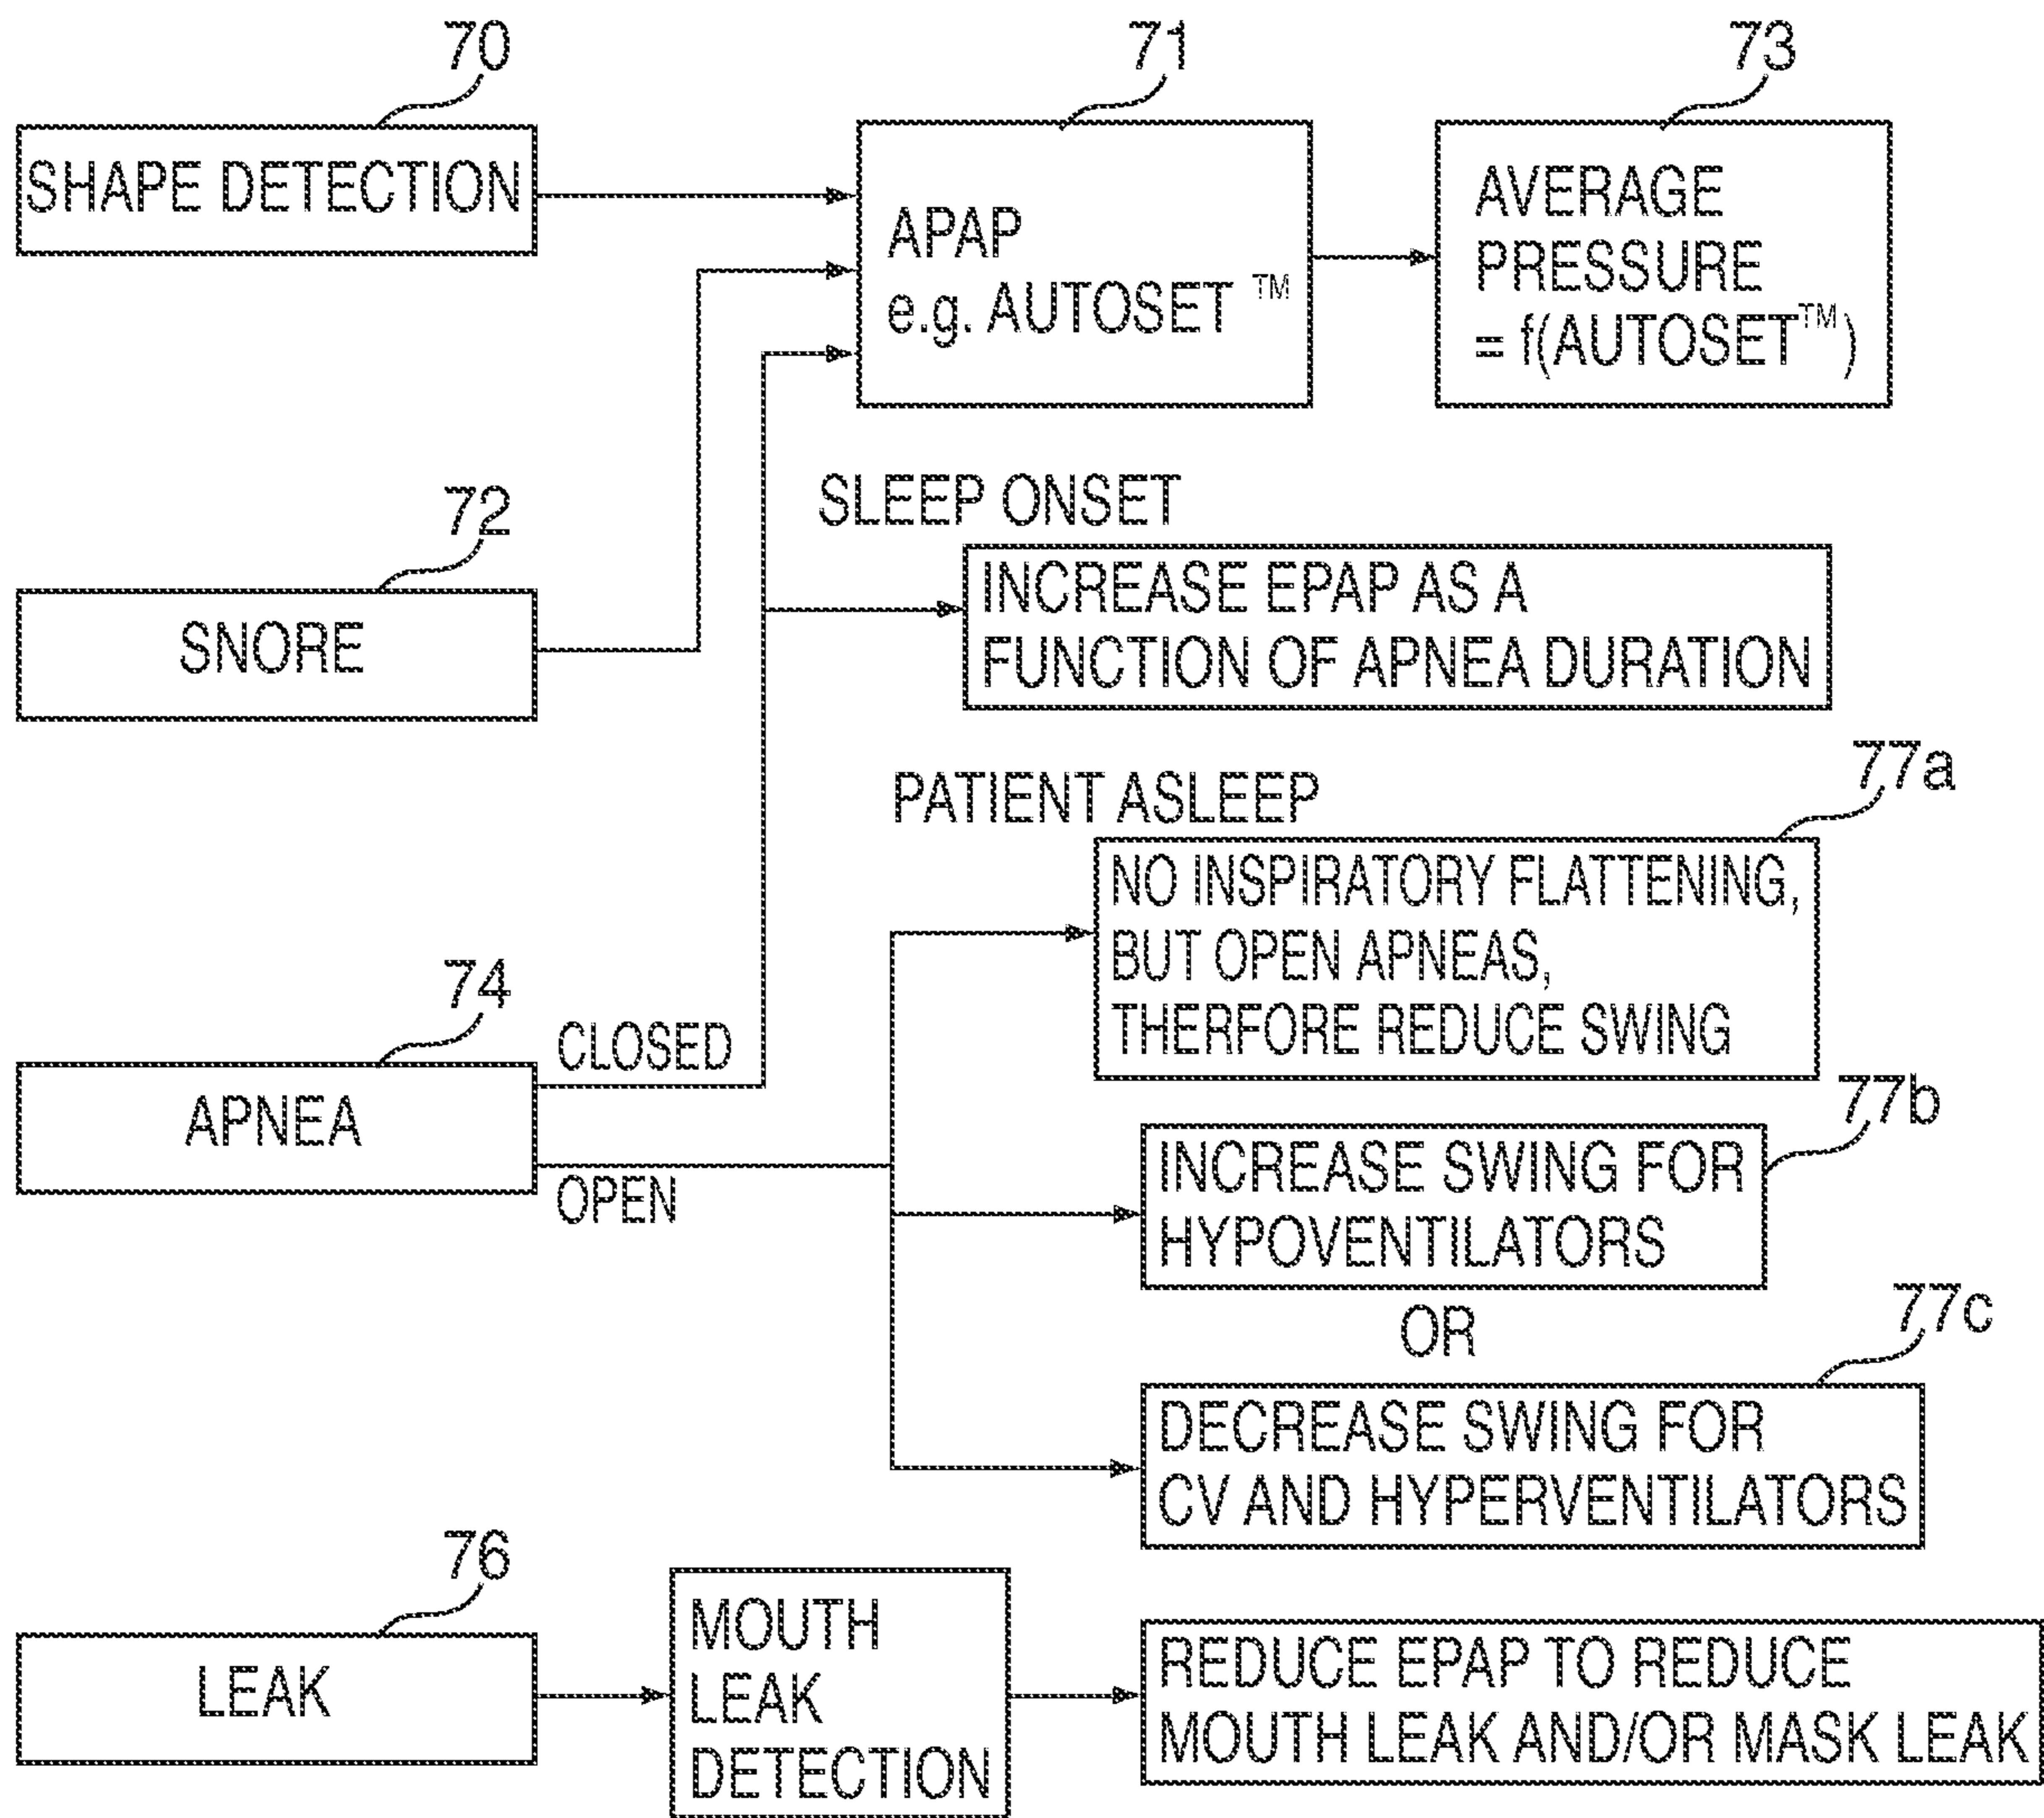 70
71
73
SHAPE DETECTION
APAP
e.g. AUTOSET ™
AVERAGE
PRESSURE
= f(AUTOSET™)
72
SNORE
SLEEP ONSET
INCREASE EPAP AS A
FUNCTION OF APNEA DURATION
PATIENT ASLEEP
77a
NO INSPIRATORY FLATTENING,
BUT OPEN APNEAS,
THERFORE REDUCE SWING
74
APNEA
CLOSED
OPEN
77b
INCREASE SWING FOR
HYPOVENTILATORS
OR
77c
DECREASE SWING FOR
CV AND HYPERVENTILATORS
76
LEAK
MOUTH
LEAK
DETECTION
REDUCE EPAP TO REDUCE
MOUTH LEAK AND/OR MASK LEAK